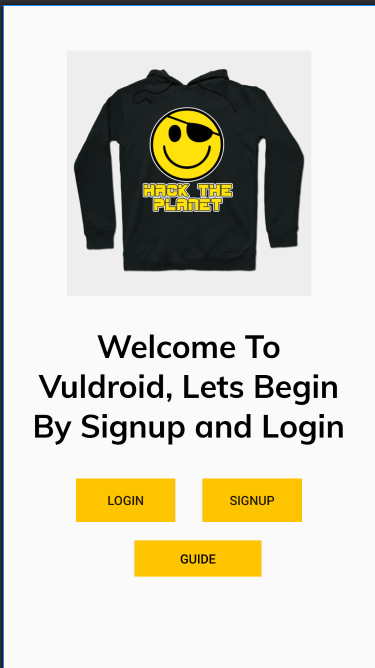 HACK THE
PLANET
Welcome To
Vuldroid, Lets Begin
By Signup and Login
LOGIN
SIGNUP
GUIDE